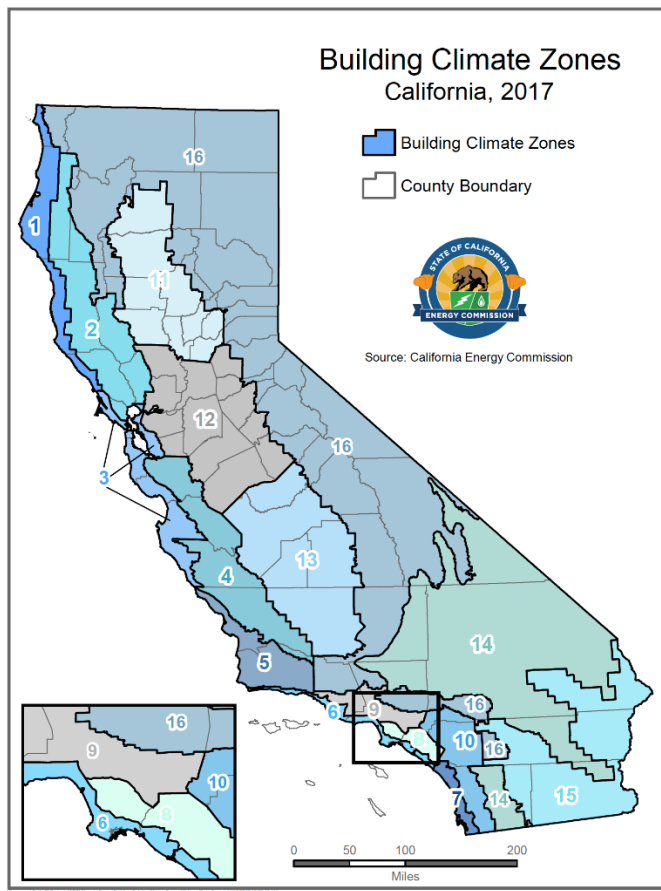 Building Climate Zones
California, 2017
Building Climate Zones
County Boundary
STATE OF CALIFORNIA
ENERGY COMMISSION
Source: California Energy Commission
16
1
11
2
12
16
3
13
4
14
5
16
6
9
8
10
16
7
14
15
16
9
10
6
8
0 50 100 200
Miles